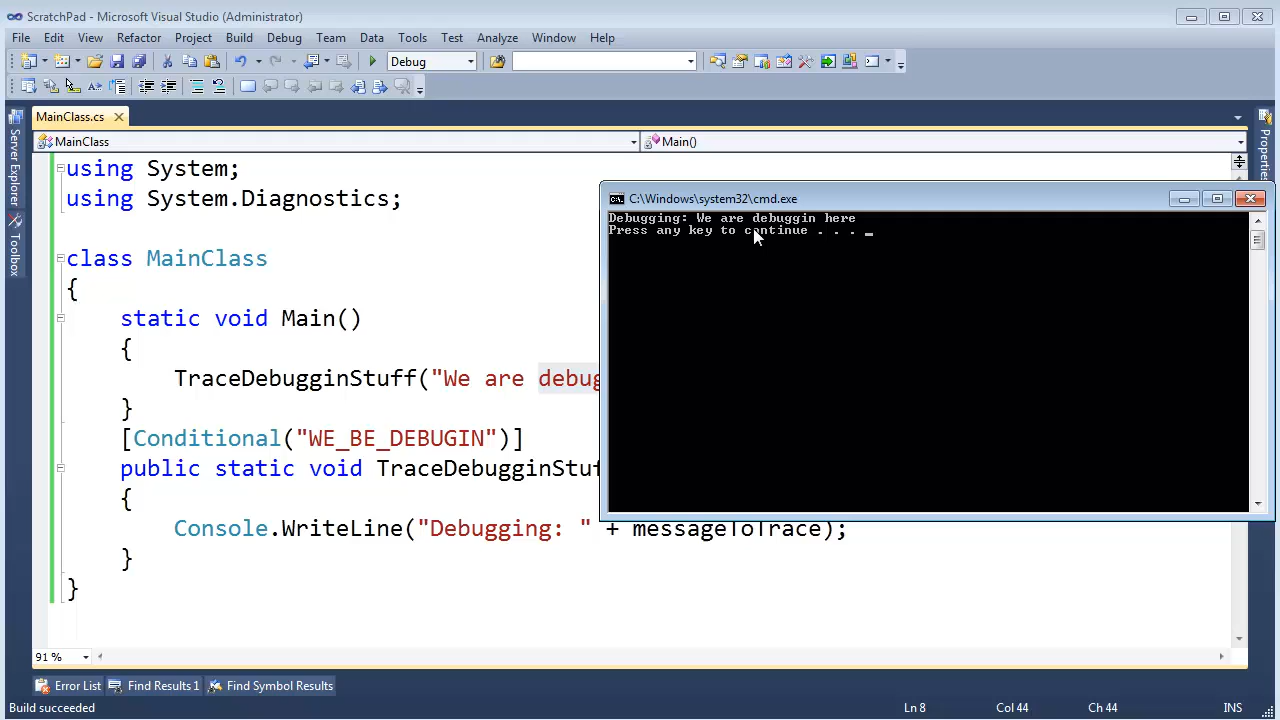 ScratchPad - Microsoft Visual Studio (Administrator)
File Edit View Refactor Project Build Debug Team Data Tools Test Analyze Window Help
Debug
MainClass.cs
MainClass
Main()
Server Explorer
Toolbox
Properties
using System;
using System.Diagnostics;
class MainClass
{
static void Main()
{
TraceDebugginStuff("We are debug
}
[Conditional("WE_BE_DEBUGIN")]
public static void TraceDebugginStuf
{
Console.WriteLine("Debugging: " + messageToTrace);
}
}
C:\Windows\system32\cmd.exe
Debugging: We are debuggin here
Press any key to continue . . . _
91 %
Error List Find Results 1 Find Symbol Results
Build succeeded Ln 8 Col 44 Ch 44 INS